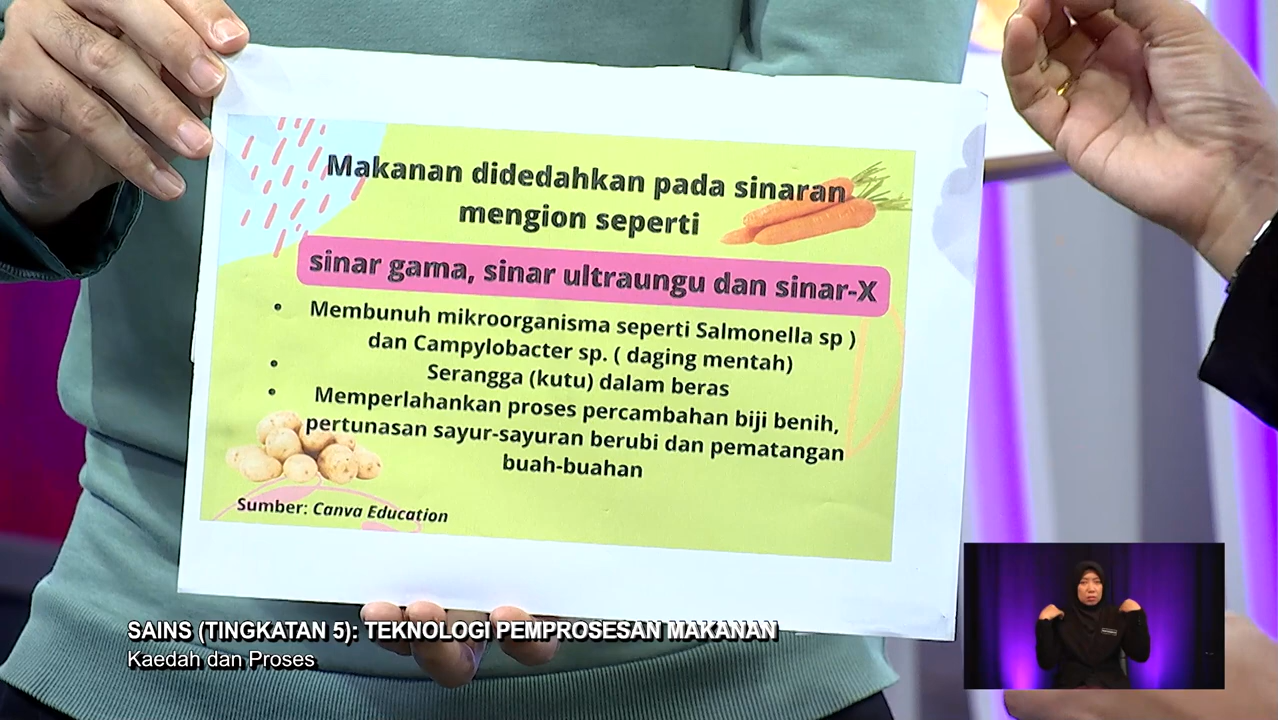 Makanan didedahkan pada sinaran
mengion seperti
sinar gama, sinar ultraungu dan sinar-X
• Membunuh mikroorganisma seperti Salmonella sp )
dan Campylobacter sp. ( daging mentah)
• Serangga (kutu) dalam beras
• Memperlahankan proses percambahan biji benih,
pertunasan sayur-sayuran berubi dan pematangan
buah-buahan
Sumber: Canva Education
SAINS (TINGKATAN 5): TEKNOLOGI PEMPROSESAN MAKANAN
Kaedah dan Proses